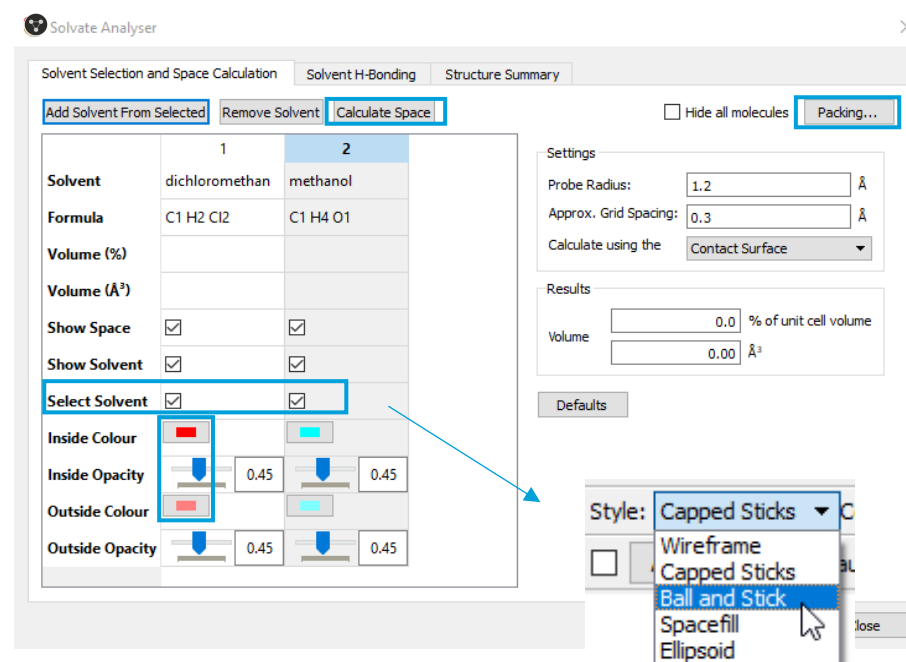 Solvate Analyser
Solvent Selection and Space Calculation Solvent H-Bonding Structure Summary
Add Solvent From Selected Remove Solvent Calculate Space Hide all molecules Packing...
1 2
Solvent dichloromethan methanol
Formula C1 H2 Cl2 C1 H4 O1
Volume (%)
Volume (Å³)
Show Space
Show Solvent
Select Solvent
Inside Colour
Inside Opacity 0.45 0.45
Outside Colour
Outside Opacity 0.45 0.45
Settings
Probe Radius: 1.2 Å
Approx. Grid Spacing: 0.3 Å
Calculate using the Contact Surface
Results
Volume 0.0 % of unit cell volume
0.00 Å³
Defaults
Style: Capped Sticks
Wireframe
Capped Sticks
Ball and Stick
Spacefill
Ellipsoid